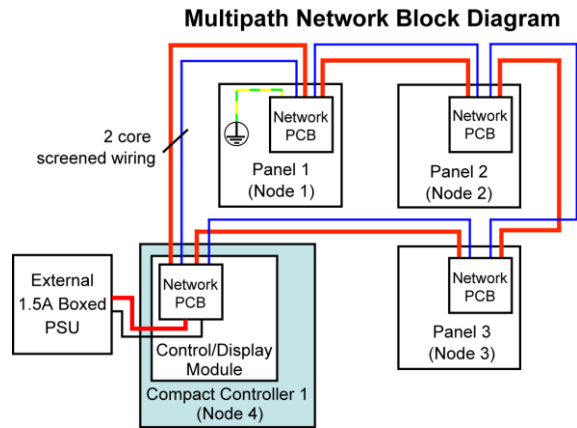 Multipath Network Block Diagram
2 core
screened wiring
Network
PCB
Panel 1
(Node 1)
Network
PCB
Panel 2
(Node 2)
External
1.5A Boxed
PSU
Network
PCB
Control/Display
Module
Compact Controller 1
(Node 4)
Network
PCB
Panel 3
(Node 3)